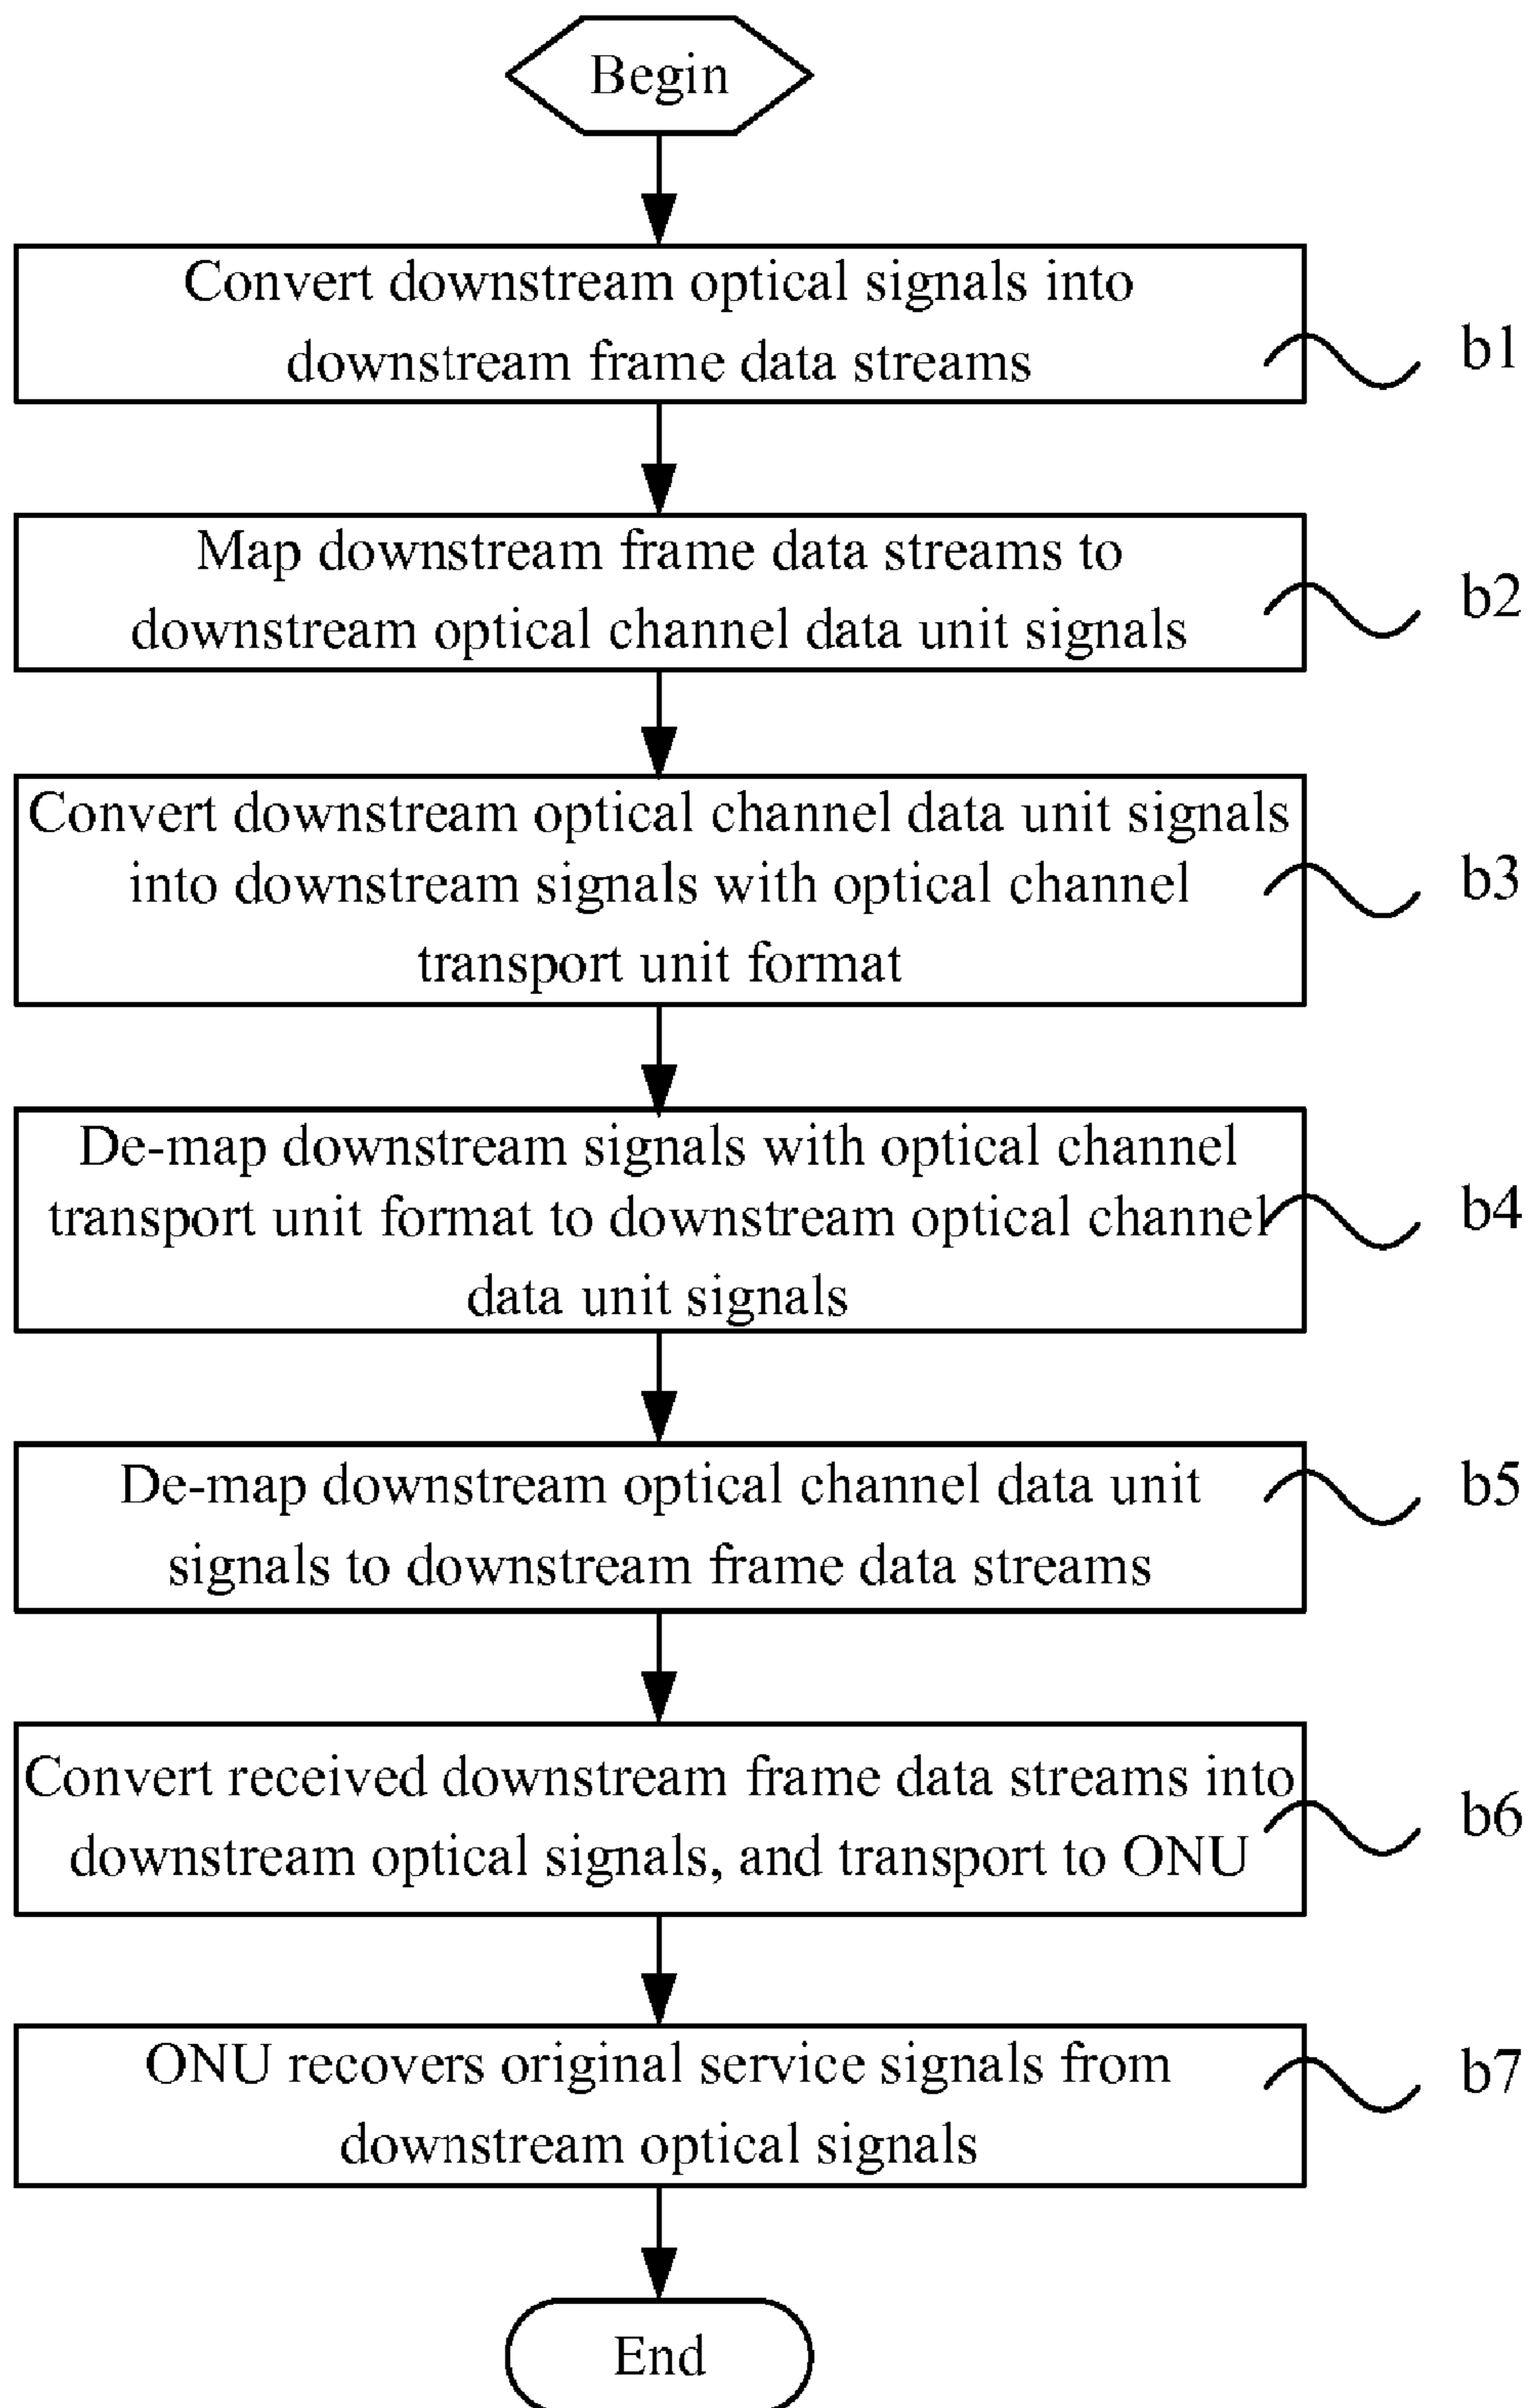 Begin
Convert downstream optical signals into
downstream frame data streams
b1
Map downstream frame data streams to
downstream optical channel data unit signals
b2
Convert downstream optical channel data unit signals
into downstream signals with optical channel
transport unit format
b3
De-map downstream signals with optical channel
transport unit format to downstream optical channel
data unit signals
b4
De-map downstream optical channel data unit
signals to downstream frame data streams
b5
Convert received downstream frame data streams into
downstream optical signals, and transport to ONU
b6
ONU recovers original service signals from
downstream optical signals
b7
End